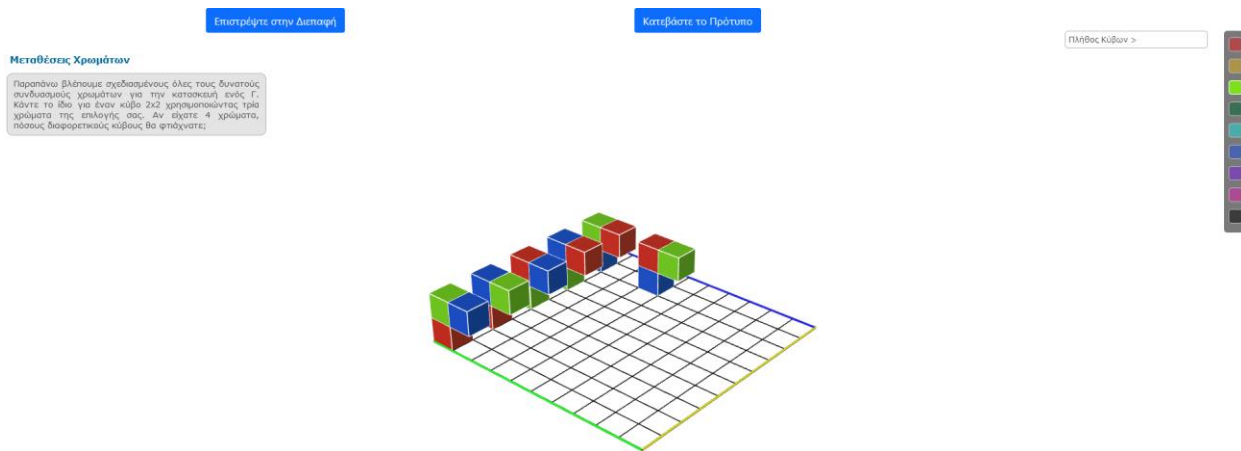 Επιστρέψτε στην Διεπαφή
Κατεβάστε το Πρότυπο
Πλήθος Κύβων >
Μεταθέσεις Χρωμάτων
Παραπάνω βλέπουμε σχεδιασμένους όλες τους δυνατούς
συνδυασμούς χρωμάτων για την κατασκευή ενός Γ.
Κάντε το ίδιο για έναν κύβο 2x2 χρησιμοποιώντας τρία
χρώματα της επιλογής σας. Αν είχατε 4 χρώματα,
πόσους διαφορετικούς κύβους θα φτιάχνατε;